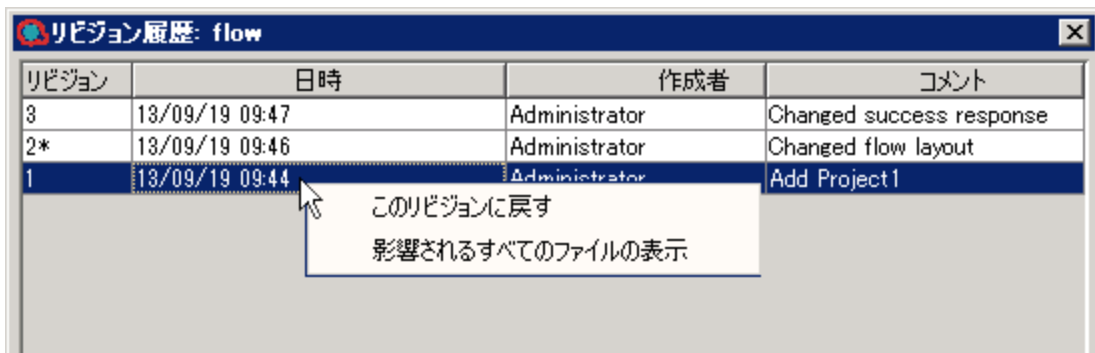 リビジョン履歴: flow
リビジョン 日時 作成者 コメント
3 13/09/19 09:47 Administrator Changed success response
2* 13/09/19 09:46 Administrator Changed flow layout
1 13/09/19 09:44 Administrator Add Project1
このリビジョンに戻す
影響されるすべてのファイルの表示